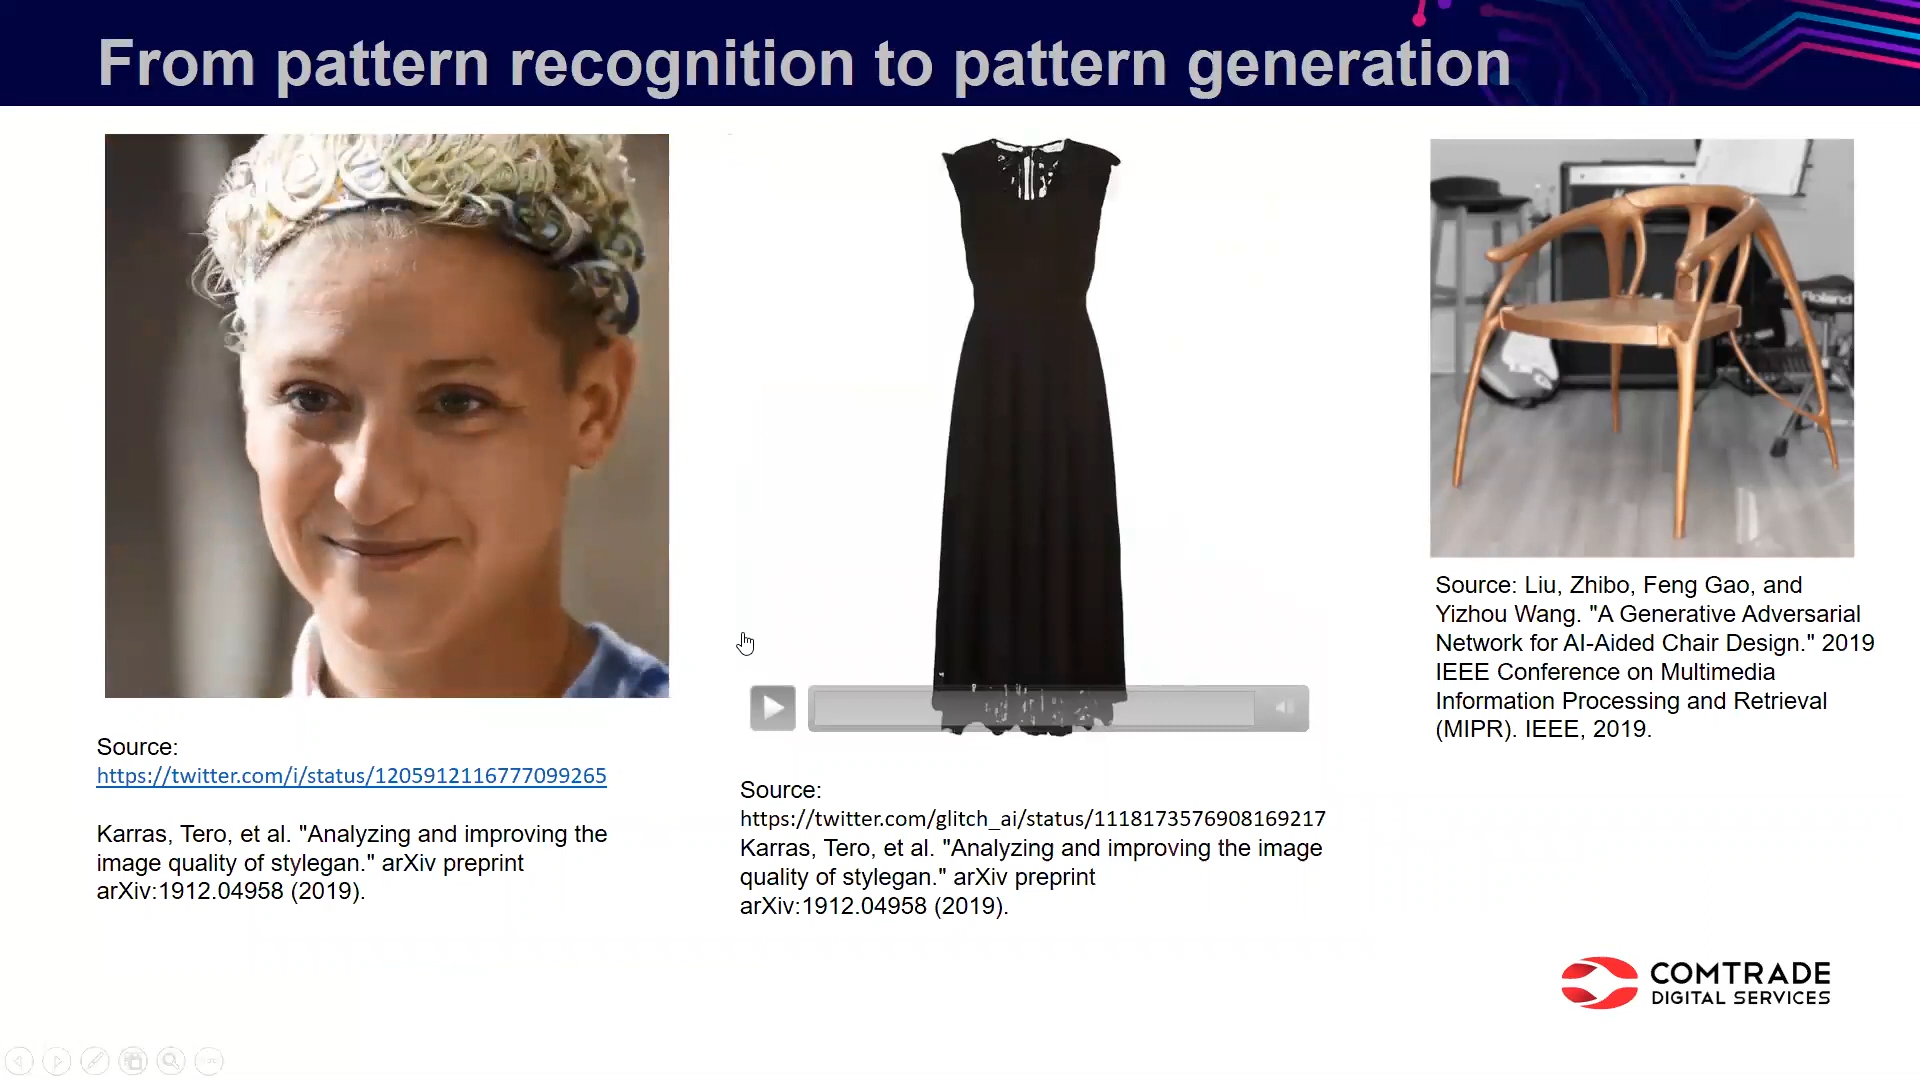 From pattern recognition to pattern generation
Roland
Source:
https://twitter.com/i/status/1205912116777099265
Karras, Tero, et al. "Analyzing and improving the
image quality of stylegan." arXiv preprint
arXiv:1912.04958 (2019).
Source:
https://twitter.com/glitch_ai/status/1118173576908169217
Karras, Tero, et al. "Analyzing and improving the image
quality of stylegan." arXiv preprint
arXiv:1912.04958 (2019).
Source: Liu, Zhibo, Feng Gao, and
Yizhou Wang. "A Generative Adversarial
Network for AI-Aided Chair Design." 2019
IEEE Conference on Multimedia
Information Processing and Retrieval
(MIPR). IEEE, 2019.
COMTRADE
DIGITAL SERVICES